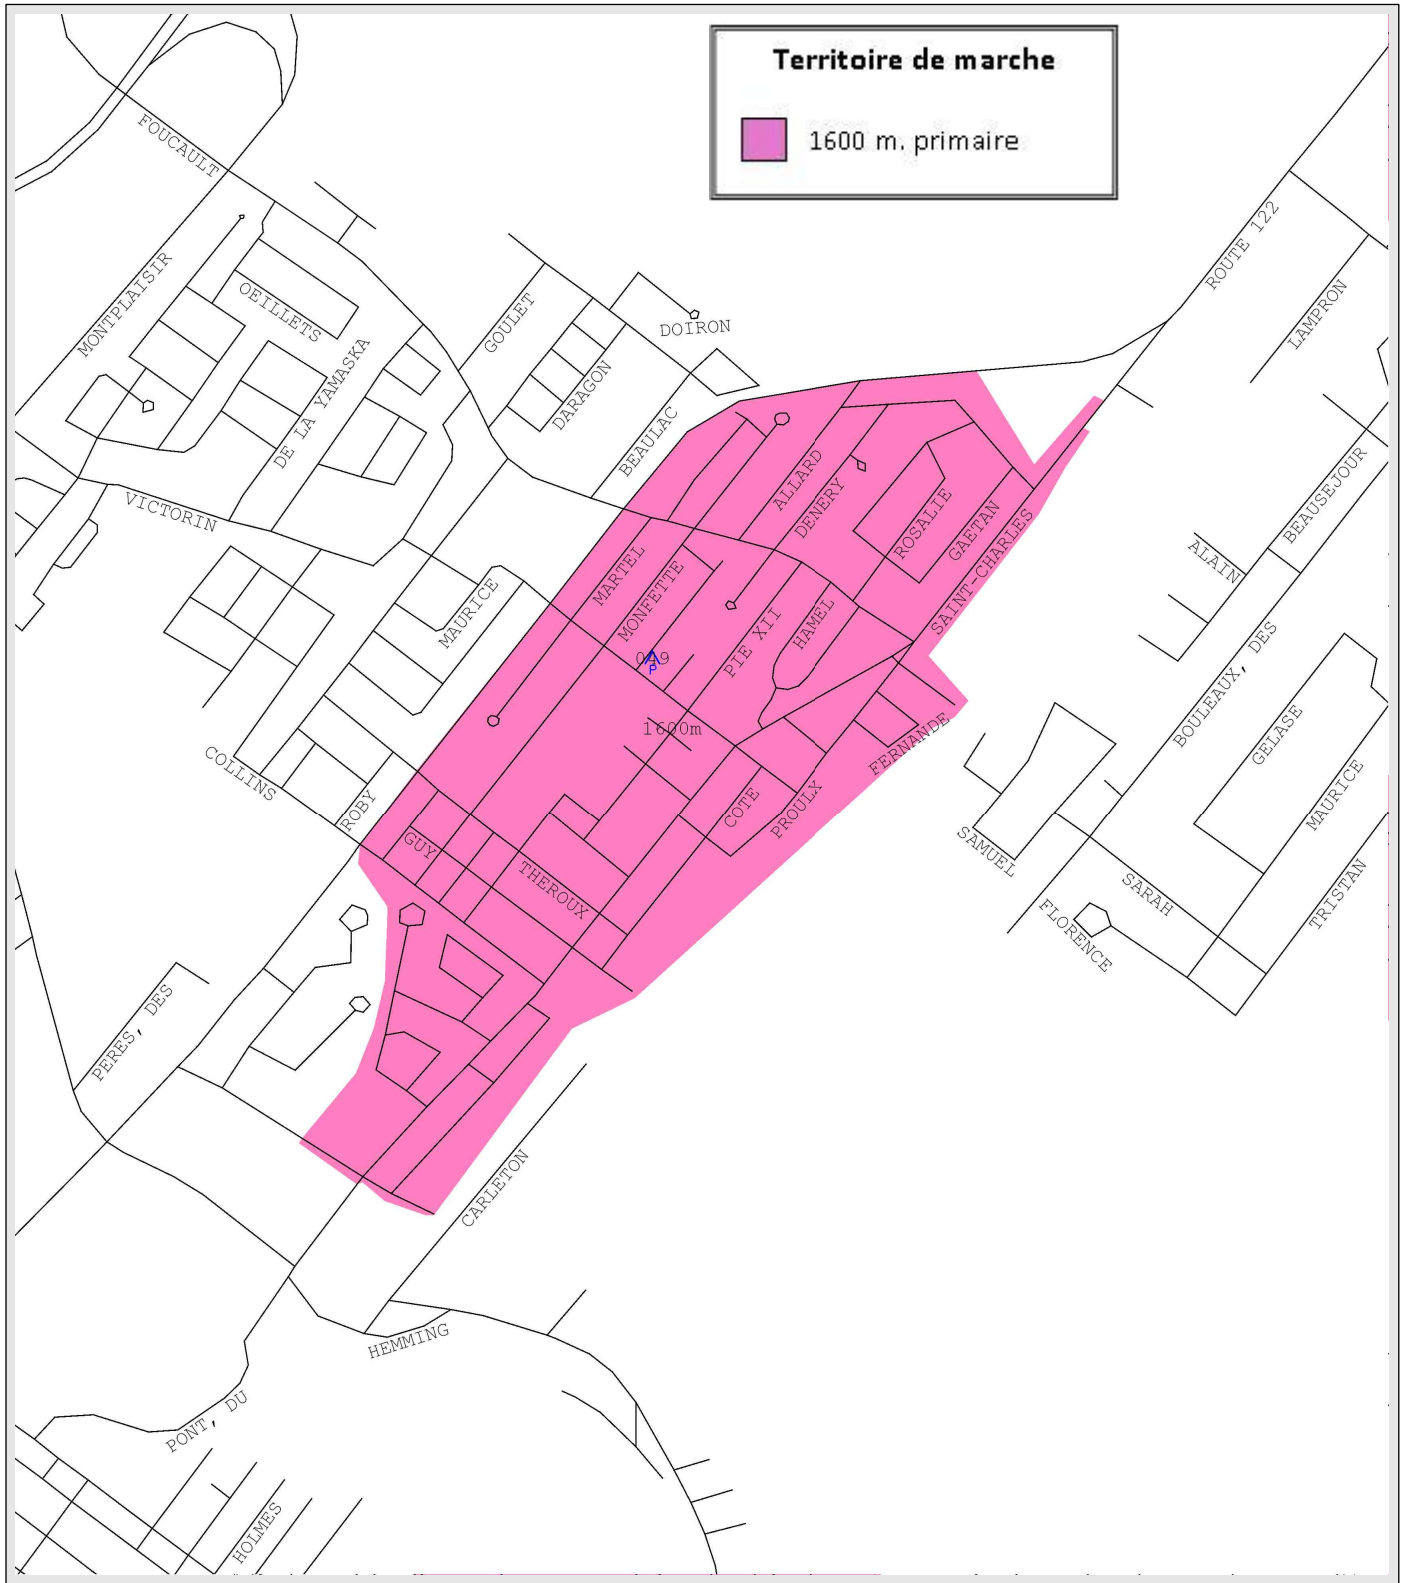 Territoire de marche
1600 m. primaire
FOUCAULT
ROUTE 122
MONTPLAISIR
OEILLETS
GOULET
DOIRON
LAMPRON
DE LA YAMASKA
DARAGON
BEAULAC
VICTORIN
ALLARD
DENERY
ROSALIE
GAETAN
SAINT-CHARLES
BEAUSEJOUR
ALAIN
MARTEL
MONFETTE
MAURICE
PIE XII
HAMEL
049
P
1600m
BOULEAUX, DES
GELASE
MAURICE
FERNANDE
COLLINS
ROBY
COTE
PROULX
GUY
THEROUX
SAMUEL
SARAH
FLORENCE
TRISTAN
PERES, DES
CARLETON
HEMMING
PONT, DU
HOLMES